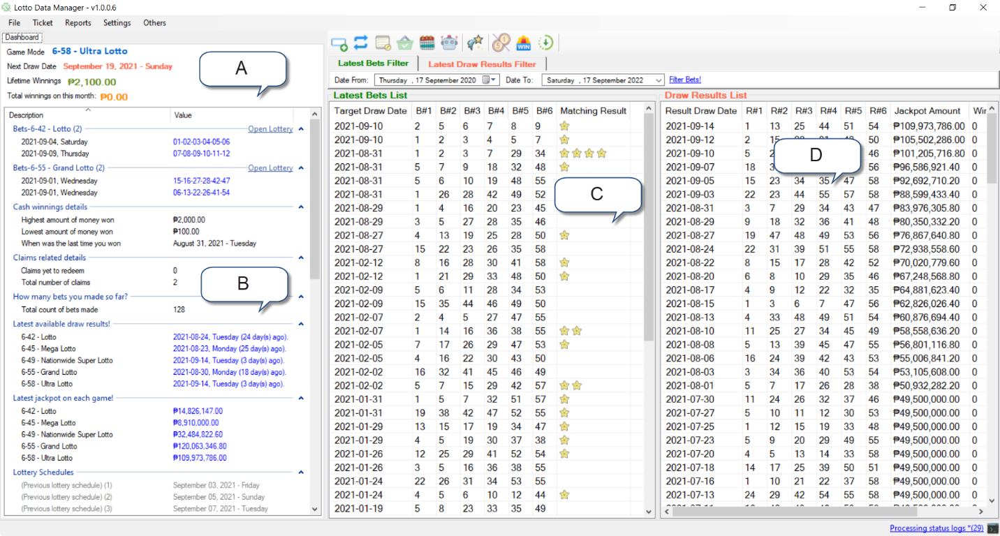 Lotto Data Manager - v1.0.0.6
File Ticket Reports Settings Others
Dashboard
Game Mode 6-58 - Ultra Lotto
Next Draw Date September 19, 2021 - Sunday
Lifetime Winnings ₱2,100.00
Total winnings on this month: ₱0.00
A
Description Value
Bets-6-42 - Lotto (2) Open Lottery
2021-09-04, Saturday 01-02-03-04-05-06
2021-09-09, Thursday 07-08-09-10-11-12
Bets-6-55 - Grand Lotto (2) Open Lottery
2021-09-01, Wednesday 15-16-27-28-42-47
2021-09-01, Wednesday 06-13-22-26-41-54
Cash winnings details
Highest amount of money won ₱2,000.00
Lowest amount of money won ₱100.00
When was the last time you won August 31, 2021 - Tuesday
Claims related details
Claims yet to redeem 0
Total number of claims 2
B
How many bets you made so far?
Total count of bets made 128
Latest available draw results!
6-42 - Lotto 2021-08-24, Tuesday (24 day(s) ago).
6-45 - Mega Lotto 2021-08-23, Monday (25 day(s) ago).
6-49 - Nationwide Super Lotto 2021-09-14, Tuesday (3 day(s) ago).
6-55 - Grand Lotto 2021-08-30, Monday (18 day(s) ago).
6-58 - Ultra Lotto 2021-09-14, Tuesday (3 day(s) ago).
Latest jackpot on each game!
6-42 - Lotto ₱14,826,147.00
6-45 - Mega Lotto ₱8,910,000.00
6-49 - Nationwide Super Lotto ₱32,484,822.60
6-55 - Grand Lotto ₱120,063,346.80
6-58 - Ultra Lotto ₱109,973,786.00
Lottery Schedules
(Previous lottery schedule) (1) September 03, 2021 - Friday
(Previous lottery schedule) (2) September 05, 2021 - Sunday
(Previous lottery schedule) (3) September 07, 2021 - Tuesday
WIN
Latest Bets Filter Latest Draw Results Filter
Date From: Thursday , 17 September 2020 Date To: Saturday , 17 September 2022 Filter Bets!
Latest Bets List
Target Draw Date B#1 B#2 B#3 B#4 B#5 B#6 Matching Result
2021-09-10 2 5 6 7 8 9
2021-09-10 1 2 3 4 5 7
2021-08-31 1 2 3 7 29 34
2021-08-31 5 7 9 18 32 48
2021-08-31 5 6 10 19 48 55
2021-08-31 1 26 28 42 49 52
2021-08-29 1 4 16 20 23 45
2021-08-29 3 5 27 28 35 46
2021-08-27 4 13 19 25 28 50
2021-08-27 15 22 23 26 35 58
2021-02-12 8 16 28 30 41 58
2021-02-12 1 21 29 33 48 50
2021-02-09 5 6 11 28 34 53
2021-02-09 15 35 44 46 49 50
2021-02-07 2 4 5 27 47 55
2021-02-07 1 14 16 36 38 55
2021-02-05 7 17 26 29 47 53
2021-02-05 4 16 22 30 43 50
2021-02-02 16 32 41 45 46 49
2021-02-02 5 7 15 29 42 57
2021-01-31 1 5 7 32 51 57
2021-01-31 19 38 42 47 52 55
2021-01-29 13 15 17 19 34 47
2021-01-29 4 5 19 30 37 38
2021-01-26 12 25 29 41 52 54
2021-01-26 3 5 16 36 38 55
2021-01-24 22 26 31 34 53 55
2021-01-24 4 5 6 10 12 44
2021-01-19 5 8 23 33 35 49
C
Draw Results List
Result Draw Date R#1 R#2 R#3 R#4 R#5 R#6 Jackpot Amount Wir
2021-09-14 1 13 25 44 51 54 ₱109,973,786.00 0
2021-09-12 2 15 50 ₱105,502,286.00 0
2021-09-10 5 46 ₱101,205,716.80 0
D
2021-09-07 18 56 ₱96,586,921.40 0
2021-09-05 15 23 34 35 47 58 ₱92,692,710.20 0
2021-09-03 22 23 44 55 57 58 ₱88,599,433.40 0
2021-08-31 3 7 29 34 43 47 ₱83,976,305.80 0
2021-08-29 9 18 32 36 41 48 ₱80,350,332.20 0
2021-08-27 19 47 48 49 53 56 ₱76,867,640.80 0
2021-08-24 22 31 39 51 55 58 ₱72,938,558.60 0
2021-08-22 8 15 17 28 42 52 ₱70,020,779.60 0
2021-08-20 6 8 10 29 35 46 ₱67,248,568.80 0
2021-08-17 4 9 12 22 32 35 ₱64,881,623.40 0
2021-08-15 1 3 6 7 47 56 ₱62,826,026.40 0
2021-08-13 4 33 48 49 51 54 ₱60,876,694.40 0
2021-08-10 11 25 27 34 45 49 ₱58,558,636.20 0
2021-08-08 5 13 39 45 47 55 ₱56,801,116.80 0
2021-08-06 16 24 39 42 43 53 ₱55,006,841.20 0
2021-08-03 3 34 36 40 53 54 ₱53,105,608.00 0
2021-08-01 5 7 17 26 28 38 ₱50,932,282.20 0
2021-07-30 11 24 26 32 37 46 ₱49,500,000.00 0
2021-07-27 5 10 11 12 30 53 ₱49,500,000.00 0
2021-07-25 1 12 15 19 33 48 ₱49,500,000.00 0
2021-07-23 5 9 20 29 49 55 ₱49,500,000.00 0
2021-07-20 4 5 13 14 33 58 ₱49,500,000.00 0
2021-07-18 14 17 25 39 50 51 ₱49,500,000.00 0
2021-07-16 1 10 21 22 37 58 ₱49,500,000.00 0
2021-07-13 24 29 42 54 55 58 ₱49,500,000.00 0
Processing status logs *(29)